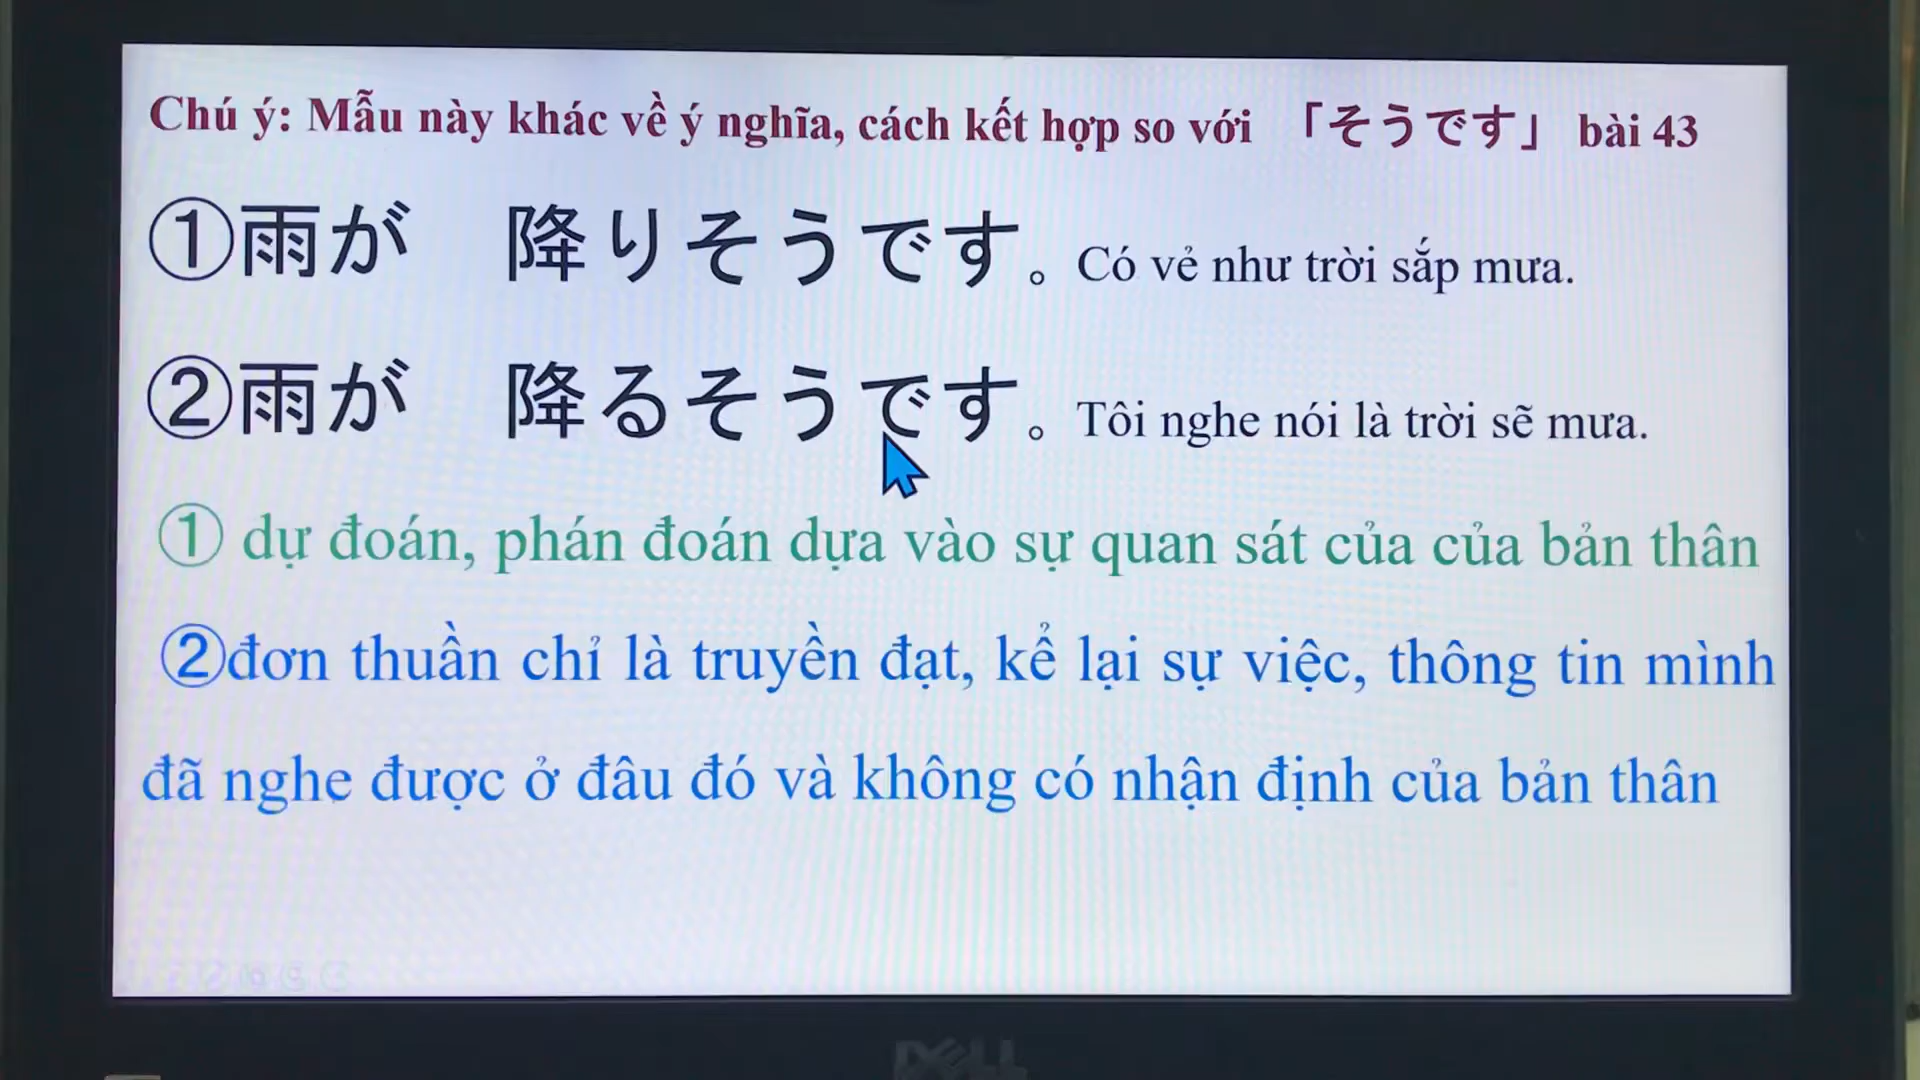 Chú ý: Mẫu này khác về ý nghĩa, cách kết hợp so với 「そうです」 bài 43
①雨が 降りそうです。Có vẻ như trời sắp mưa.
②雨が 降るそうです。Tôi nghe nói là trời sẽ mưa.
① dự đoán, phán đoán dựa vào sự quan sát của của bản thân
②đơn thuần chỉ là truyền đạt, kể lại sự việc, thông tin mình
đã nghe được ở đâu đó và không có nhận định của bản thân
DELL